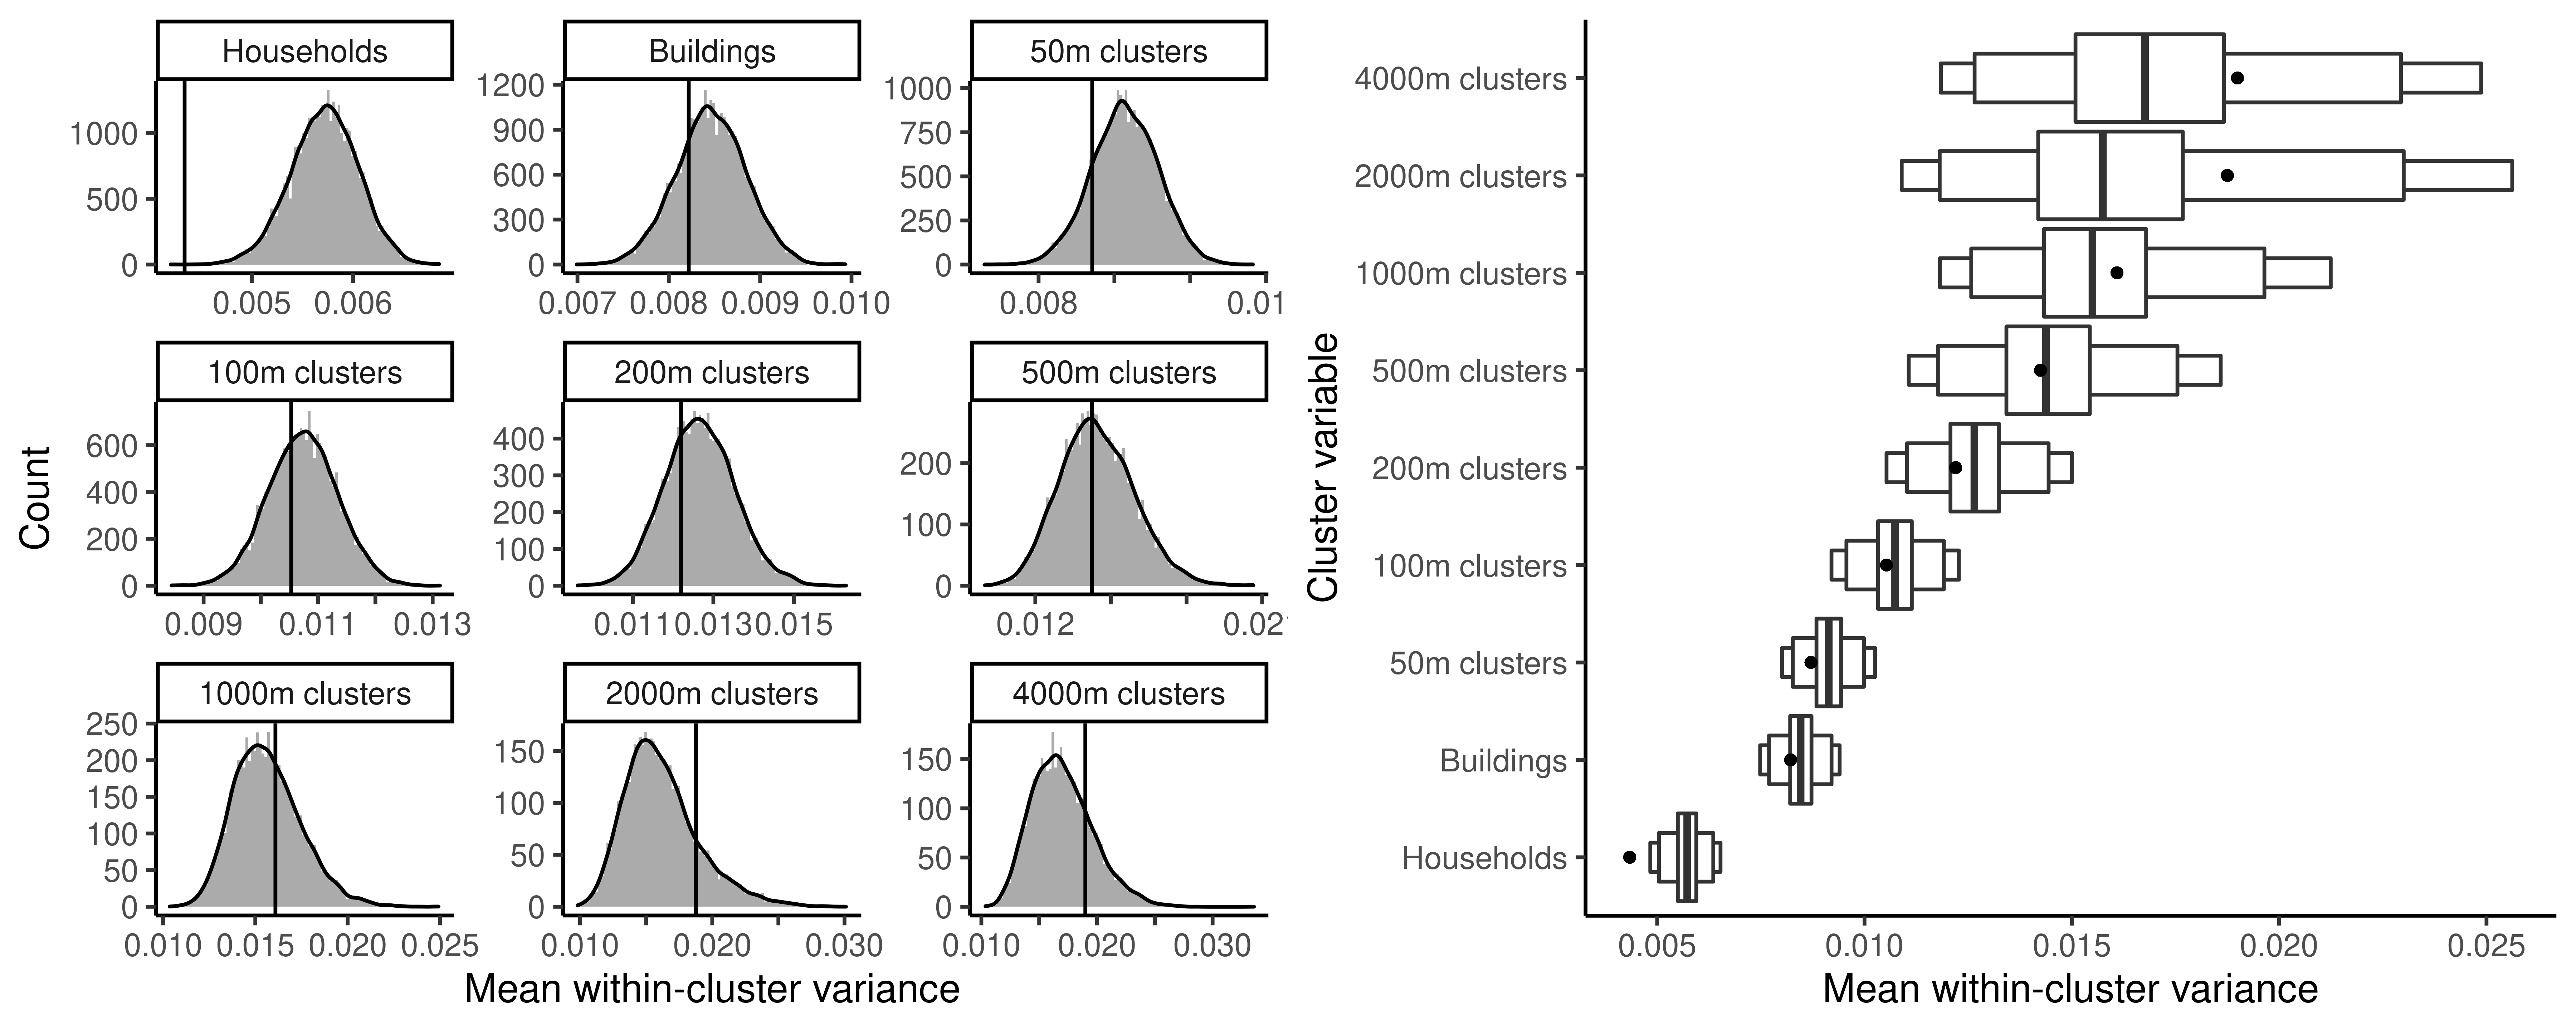 Households
Buildings
50m clusters
1000
500
0
0.005 0.006
1200
900
600
300
0
0.007 0.008 0.009 0.010
1000
750
500
250
0
0.008 0.01
100m clusters
200m clusters
500m clusters
600
400
200
0
0.009 0.011 0.013
400
300
200
100
0
0.011 0.013 0.015
200
100
0
0.012 0.02
1000m clusters
2000m clusters
4000m clusters
250
200
150
100
50
0
0.010 0.015 0.020 0.025
150
100
50
0
0.010 0.020 0.030
150
100
50
0
0.010 0.020 0.030
Count
Mean within-cluster variance
Cluster variable
4000m clusters
2000m clusters
1000m clusters
500m clusters
200m clusters
100m clusters
50m clusters
Buildings
Households
0.005 0.010 0.015 0.020 0.025
Mean within-cluster variance